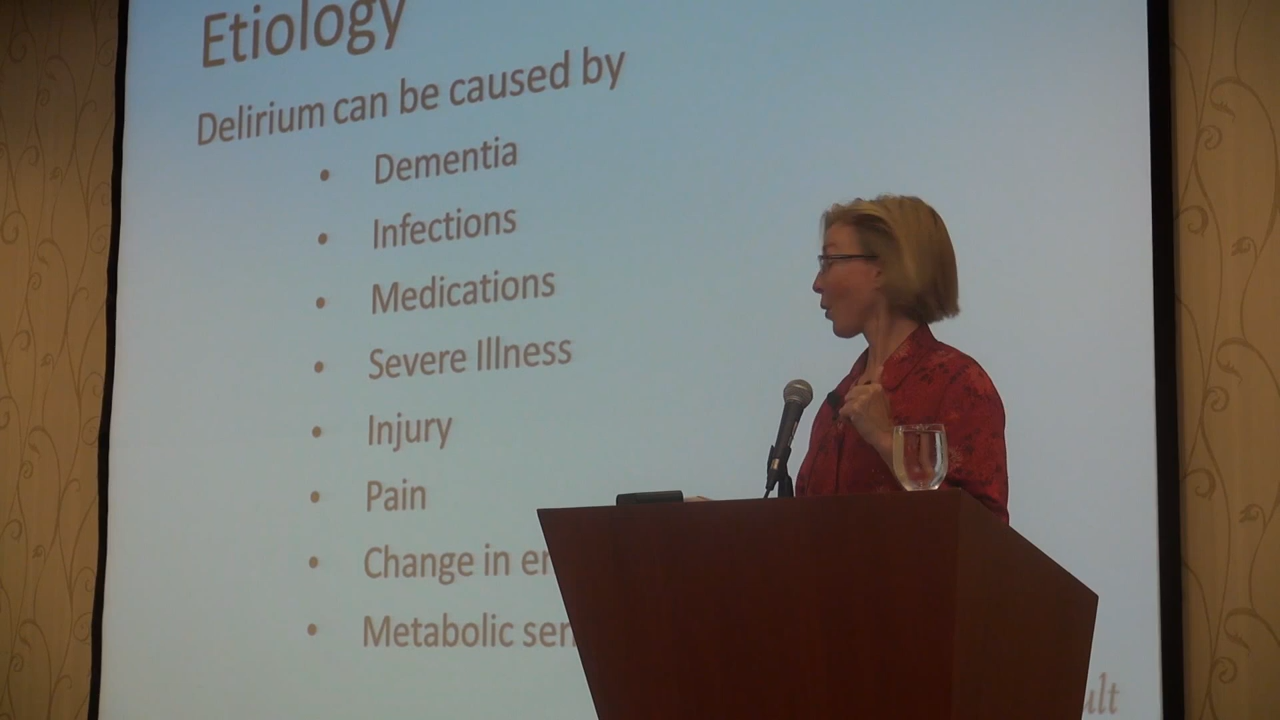 Etiology
Delirium can be caused by
• Dementia
• Infections
• Medications
• Severe Illness
• Injury
• Pain
• Change in
• Metabolic